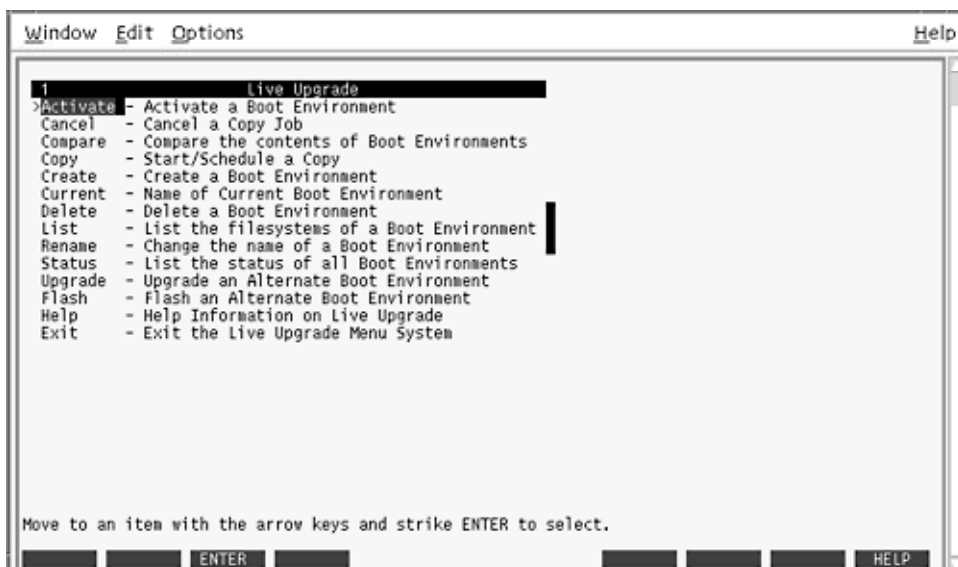 Window Edit Options Help
1 Live Upgrade
>Activate - Activate a Boot Environment
Cancel - Cancel a Copy Job
Compare - Compare the contents of Boot Environments
Copy - Start/Schedule a Copy
Create - Create a Boot Environment
Current - Name of Current Boot Environment
Delete - Delete a Boot Environment
List - List the filesystems of a Boot Environment
Rename - Change the name of a Boot Environment
Status - List the status of all Boot Environments
Upgrade - Upgrade an Alternate Boot Environment
Flash - Flash an Alternate Boot Environment
Help - Help Information on Live Upgrade
Exit - Exit the Live Upgrade Menu System
Move to an item with the arrow keys and strike ENTER to select.
ENTER HELP